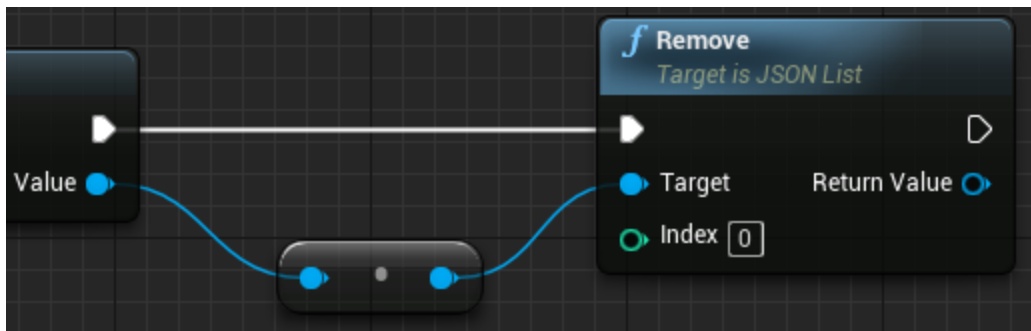 f Remove
Target is JSON List
Value
Target
Return Value
Index 0